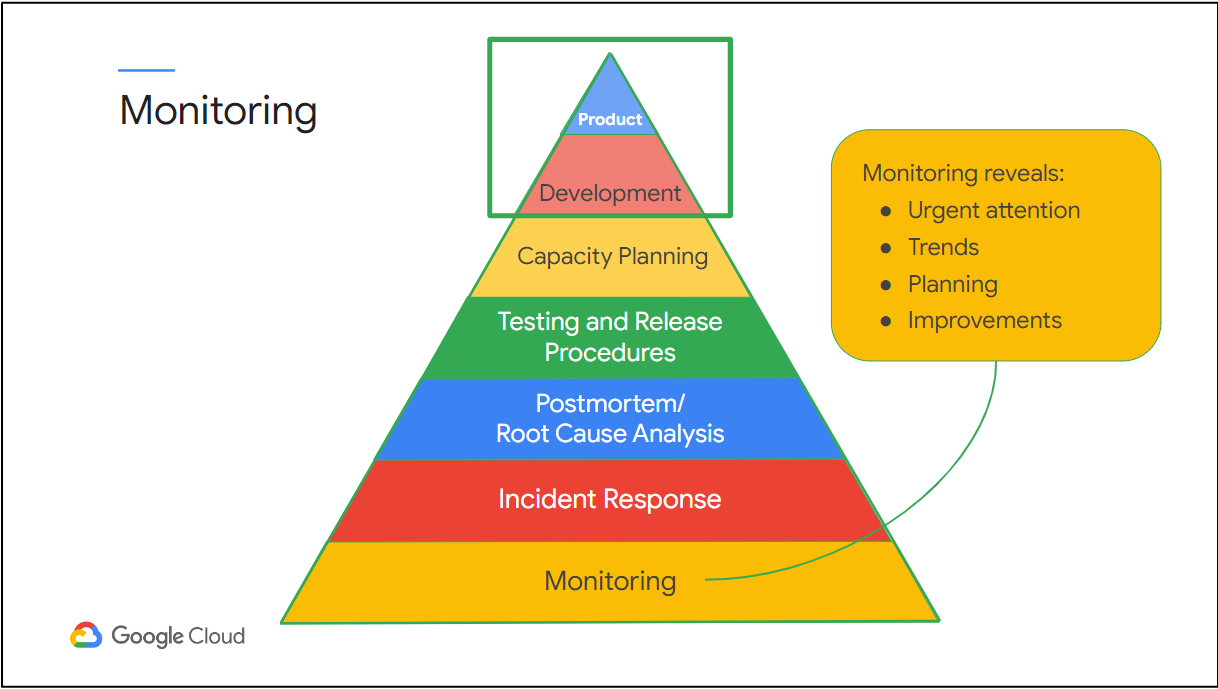 Monitoring
Product
Development
Capacity Planning
Testing and Release
Procedures
Postmortem/
Root Cause Analysis
Incident Response
Monitoring
Monitoring reveals:
● Urgent attention
● Trends
● Planning
● Improvements
Google Cloud